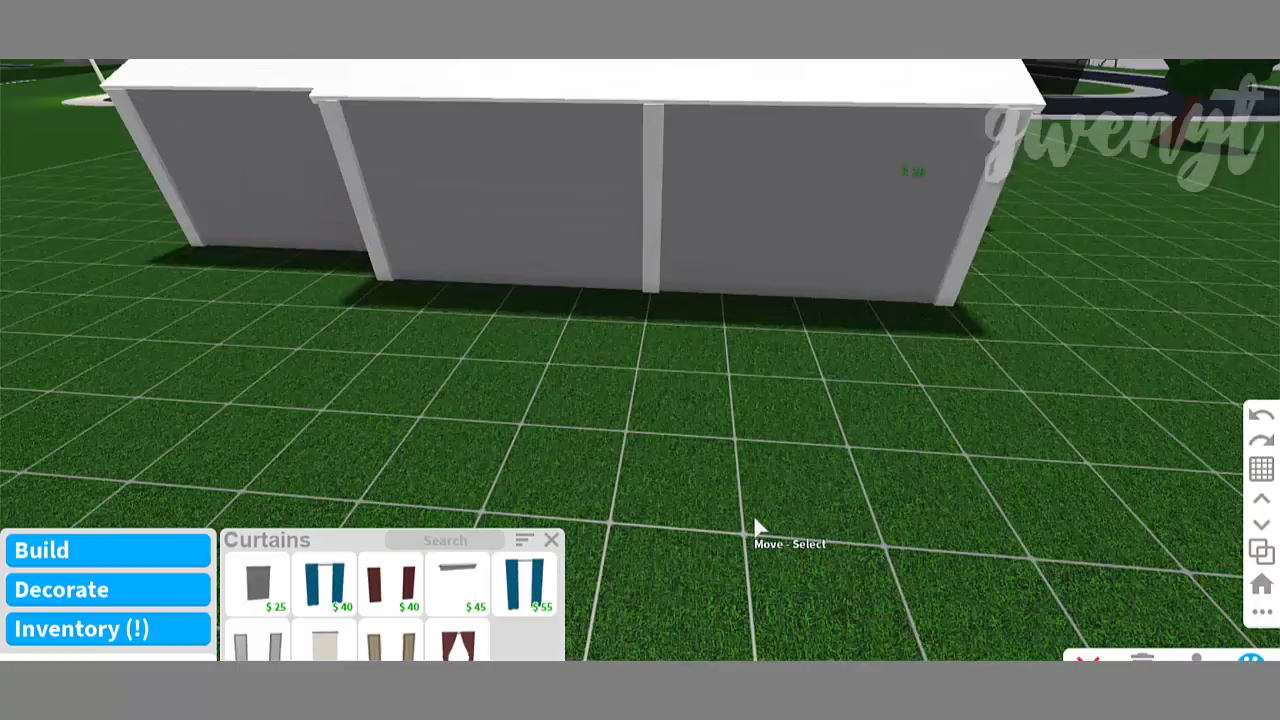 gwenyt
Move - Select
Build
Decorate
Inventory (!)
Curtains
Search
$ 25
$ 40
$ 40
$ 45
$ 55